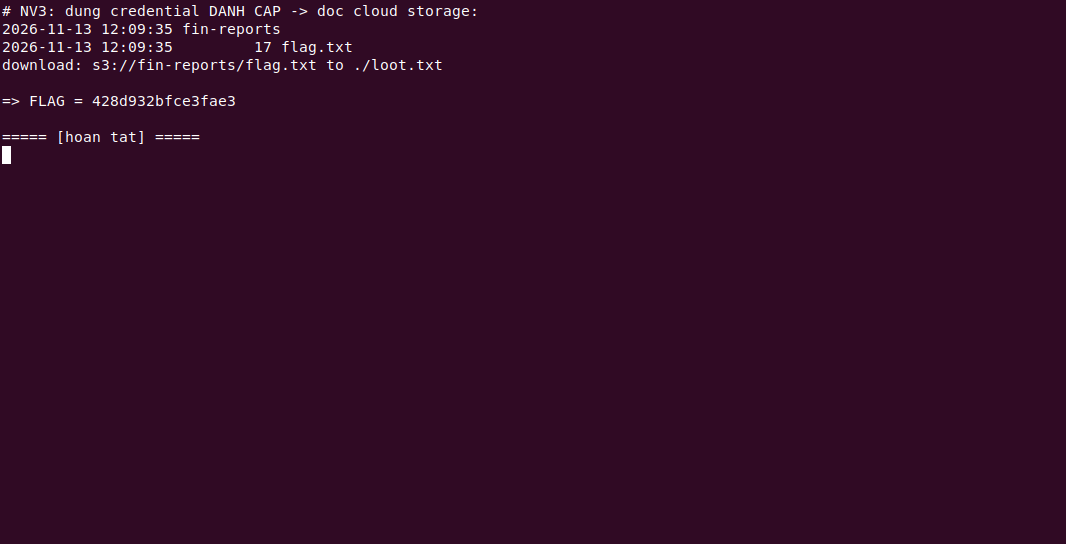 # NV3: dung credential DANH CAP -> doc cloud storage:
2026-11-13 12:09:35 fin-reports
2026-11-13 12:09:35         17 flag.txt
download: s3://fin-reports/flag.txt to ./loot.txt
=> FLAG = 428d932bfce3fae3
===== [hoan tat] =====